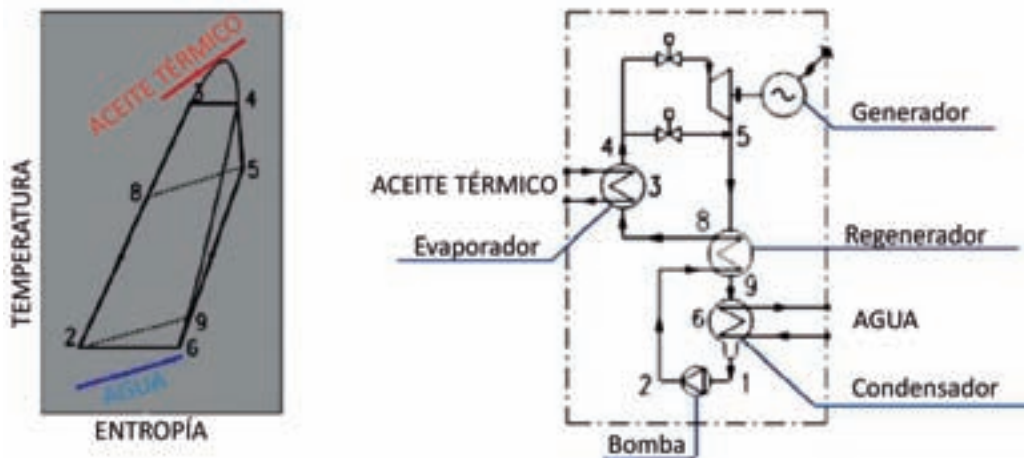 TEMPERATURA
ENTROPÍA
ACEITE TÉRMICO
3
4
8
5
9
2
6
AGUA
Generador
5
4
ACEITE TÉRMICO
3
Evaporador
8
Regenerador
9
6
AGUA
2
1
Condensador
Bomba